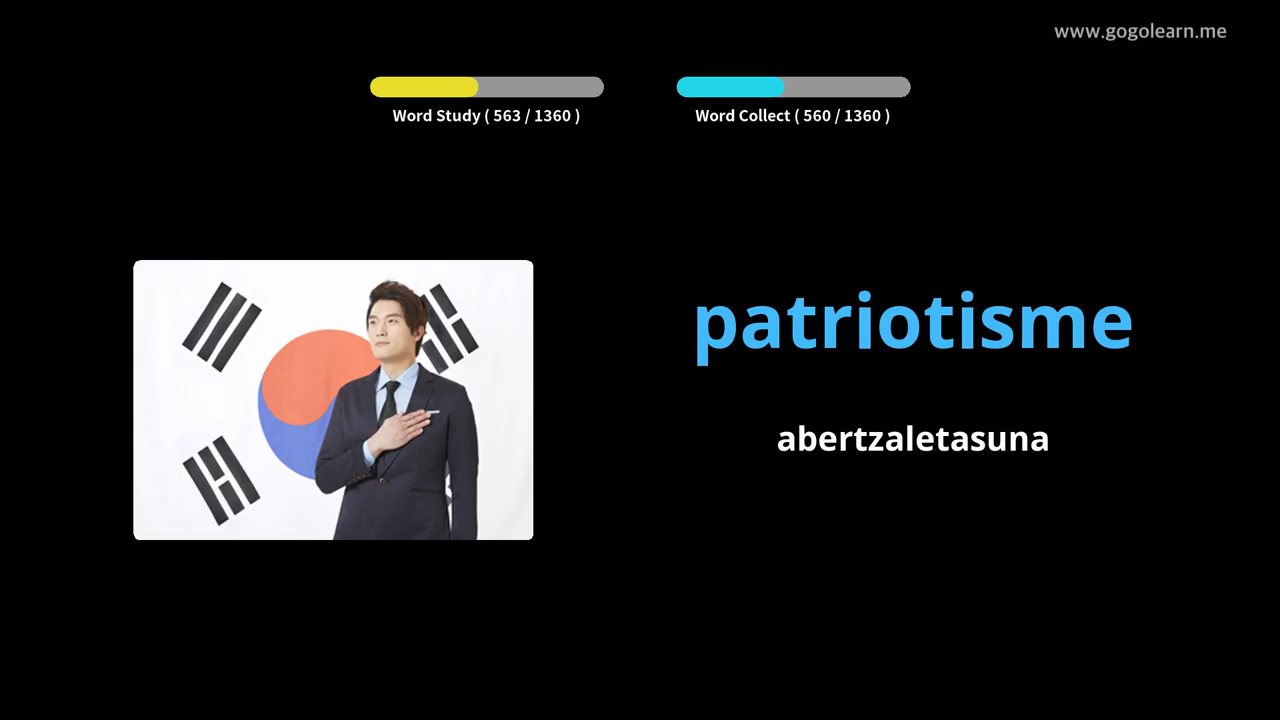 www.gogolearn.me
Word Study ( 563 / 1360 )
Word Collect ( 560 / 1360 )
patriotisme
abertzaletasuna